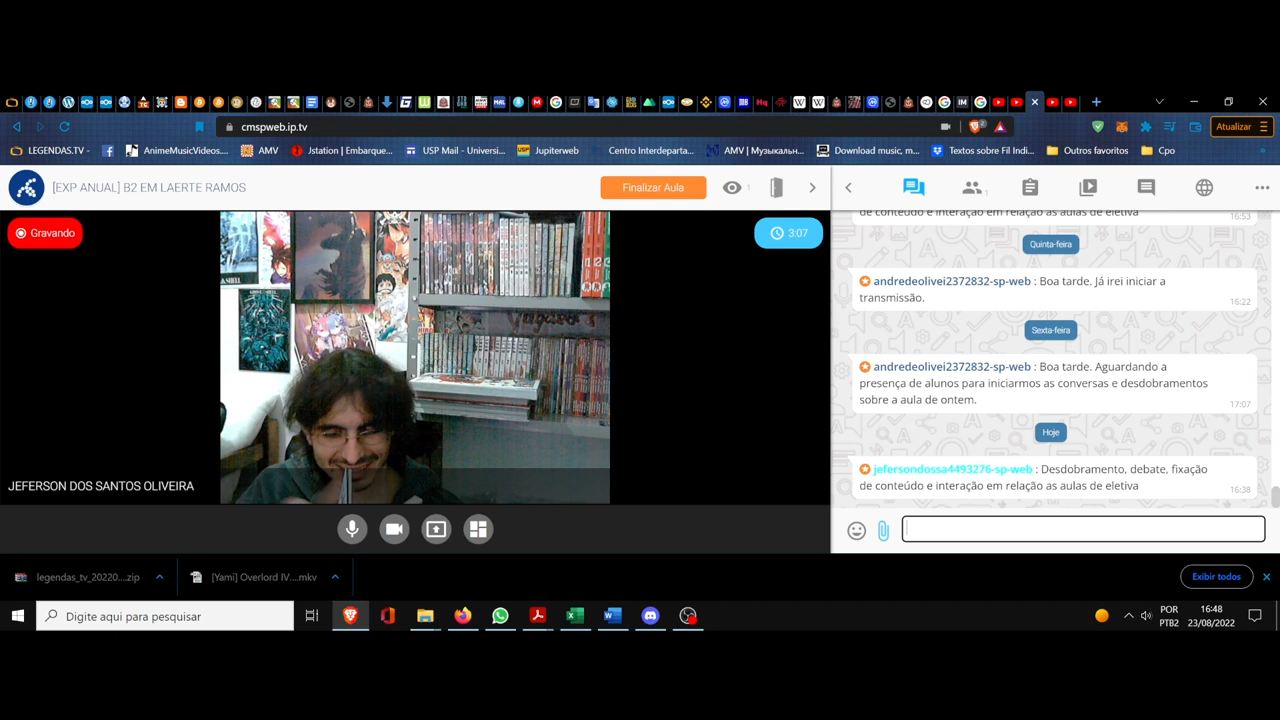 cmspweb.ip.tv
Atualizar
LEGENDAS.TV -
AnimeMusicVideos...
AMV
Jstation | Embarque...
USP Mail - Universi...
Jupiterweb
Centro Interdeparta...
AMV | Музыкальн...
Download music, m...
Textos sobre Fil Indi...
Outros favoritos
Cpo
[EXP ANUAL] B2 EM LAERTE RAMOS
Finalizar Aula
1
1
Gravando
3:07
JEFERSON DOS SANTOS OLIVEIRA
de conteúdo e interação em relação as aulas de eletiva
16:53
Quinta-feira
andredeolivei2372832-sp-web : Boa tarde. Já irei iniciar a
transmissão.
16:22
Sexta-feira
andredeolivei2372832-sp-web : Boa tarde. Aguardando a
presença de alunos para iniciarmos as conversas e desdobramentos
sobre a aula de ontem.
17:07
Hoje
jefersondossa4493276-sp-web : Desdobramento, debate, fixação
de conteúdo e interação em relação as aulas de eletiva
16:38
legendas_tv_20220....zip
[Yami] Overlord IV....mkv
Exibir todos
Digite aqui para pesquisar
POR
PTB2
16:48
23/08/2022